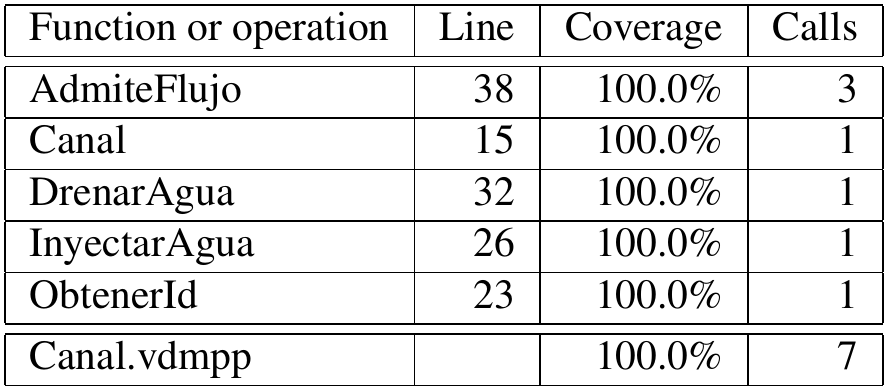 Function or operation Line Coverage Calls
AdmiteFlujo 38 100.0% 3
Canal 15 100.0% 1
DrenarAgua 32 100.0% 1
InyectarAgua 26 100.0% 1
ObtenerId 23 100.0% 1
Canal.vdmpp 100.0% 7